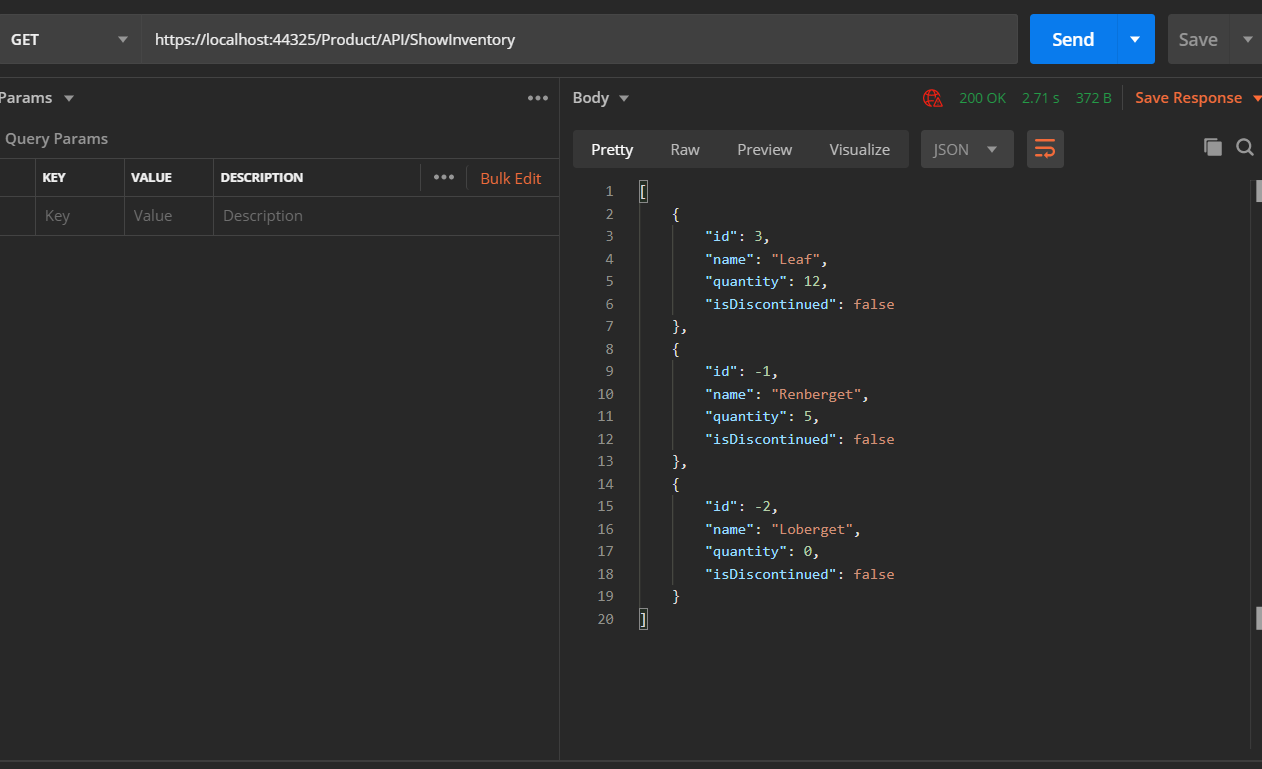 GET https://localhost:44325/Product/API/ShowInventory Send Save
Params
Body 200 OK 2.71 s 372 B Save Response
Query Params
Pretty Raw Preview Visualize JSON
KEY VALUE DESCRIPTION Bulk Edit
Key Value Description
1 [
2 {
3 "id": 3,
4 "name": "Leaf",
5 "quantity": 12,
6 "isDiscontinued": false
7 },
8 {
9 "id": -1,
10 "name": "Renberget",
11 "quantity": 5,
12 "isDiscontinued": false
13 },
14 {
15 "id": -2,
16 "name": "Loberget",
17 "quantity": 0,
18 "isDiscontinued": false
19 }
20 ]